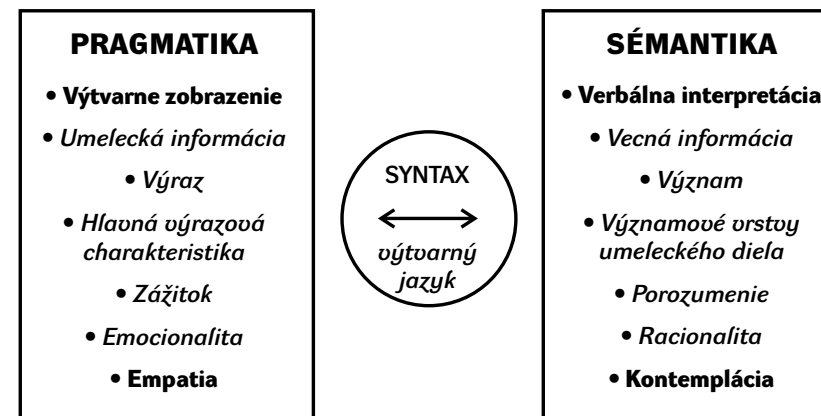 PRAGMATIKA
• Výtvarne zobrazenie
• Umelecká informácia
• Výraz
• Hlavná výrazová
charakteristika
• Zážitok
• Emocionalita
• Empatia
SYNTAX
výtvarný
jazyk
SÉMANTIKA
• Verbálna interpretácia
• Vecná informácia
• Význam
• Významové vrstvy
umeleckého diela
• Porozumenie
• Racionalita
• Kontemplácia